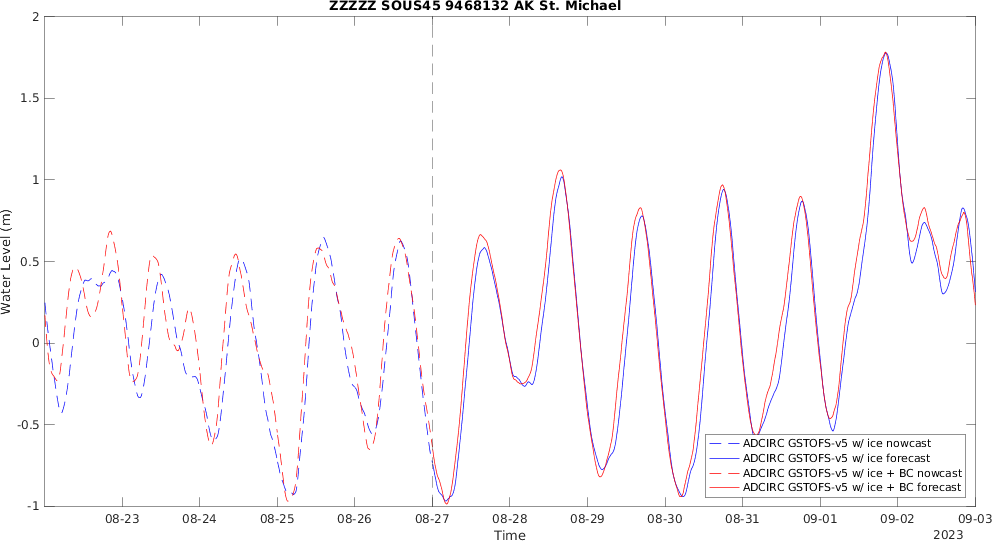 ZZZZZ SOUS45 9468132 AK St. Michael
Water Level (m)
2
1.5
1
0.5
0
-0.5
-1
ADCIRC GSTOFS-v5 w/ ice nowcast
ADCIRC GSTOFS-v5 w/ ice forecast
ADCIRC GSTOFS-v5 w/ ice + BC nowcast
ADCIRC GSTOFS-v5 w/ ice + BC forecast
08-23 08-24 08-25 08-26 08-27 08-28 08-29 08-30 08-31 09-01 09-02 09-03
Time
2023